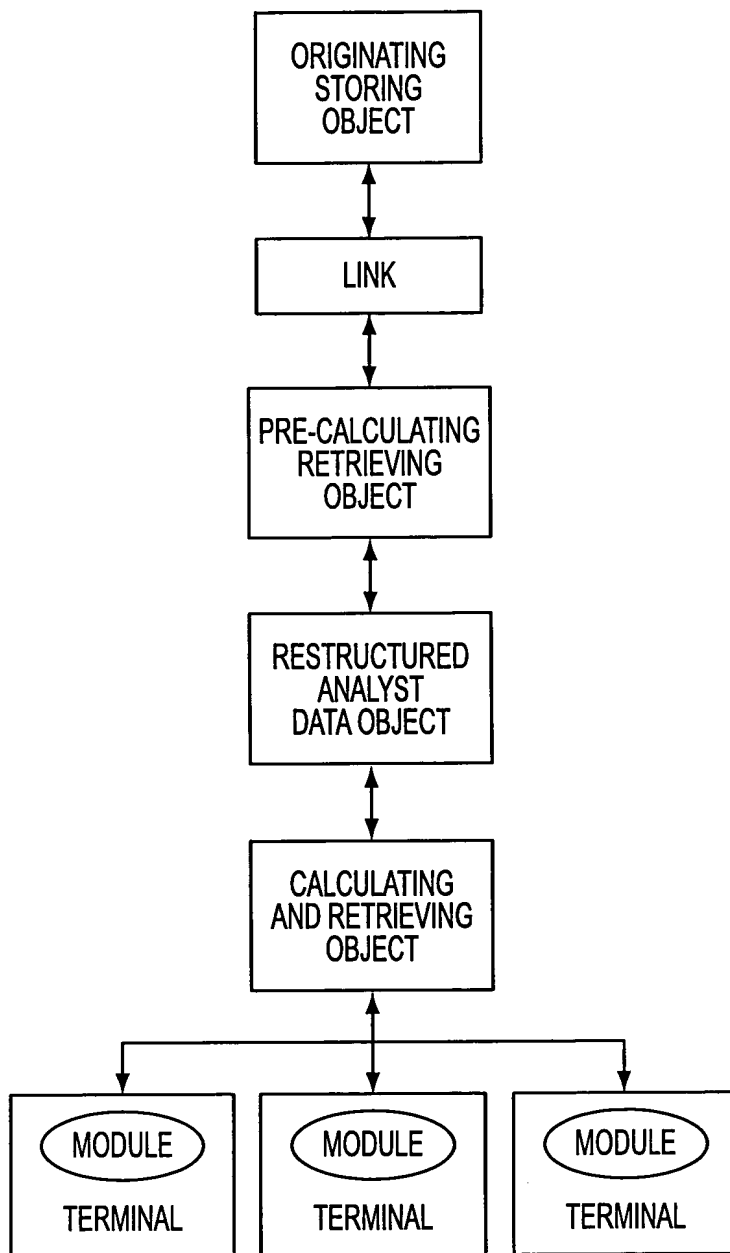 ORIGINATING
STORING
OBJECT
LINK
PRE-CALCULATING
RETRIEVING
OBJECT
RESTRUCTURED
ANALYST
DATA OBJECT
CALCULATING
AND RETRIEVING
OBJECT
MODULE
TERMINAL
MODULE
TERMINAL
MODULE
TERMINAL